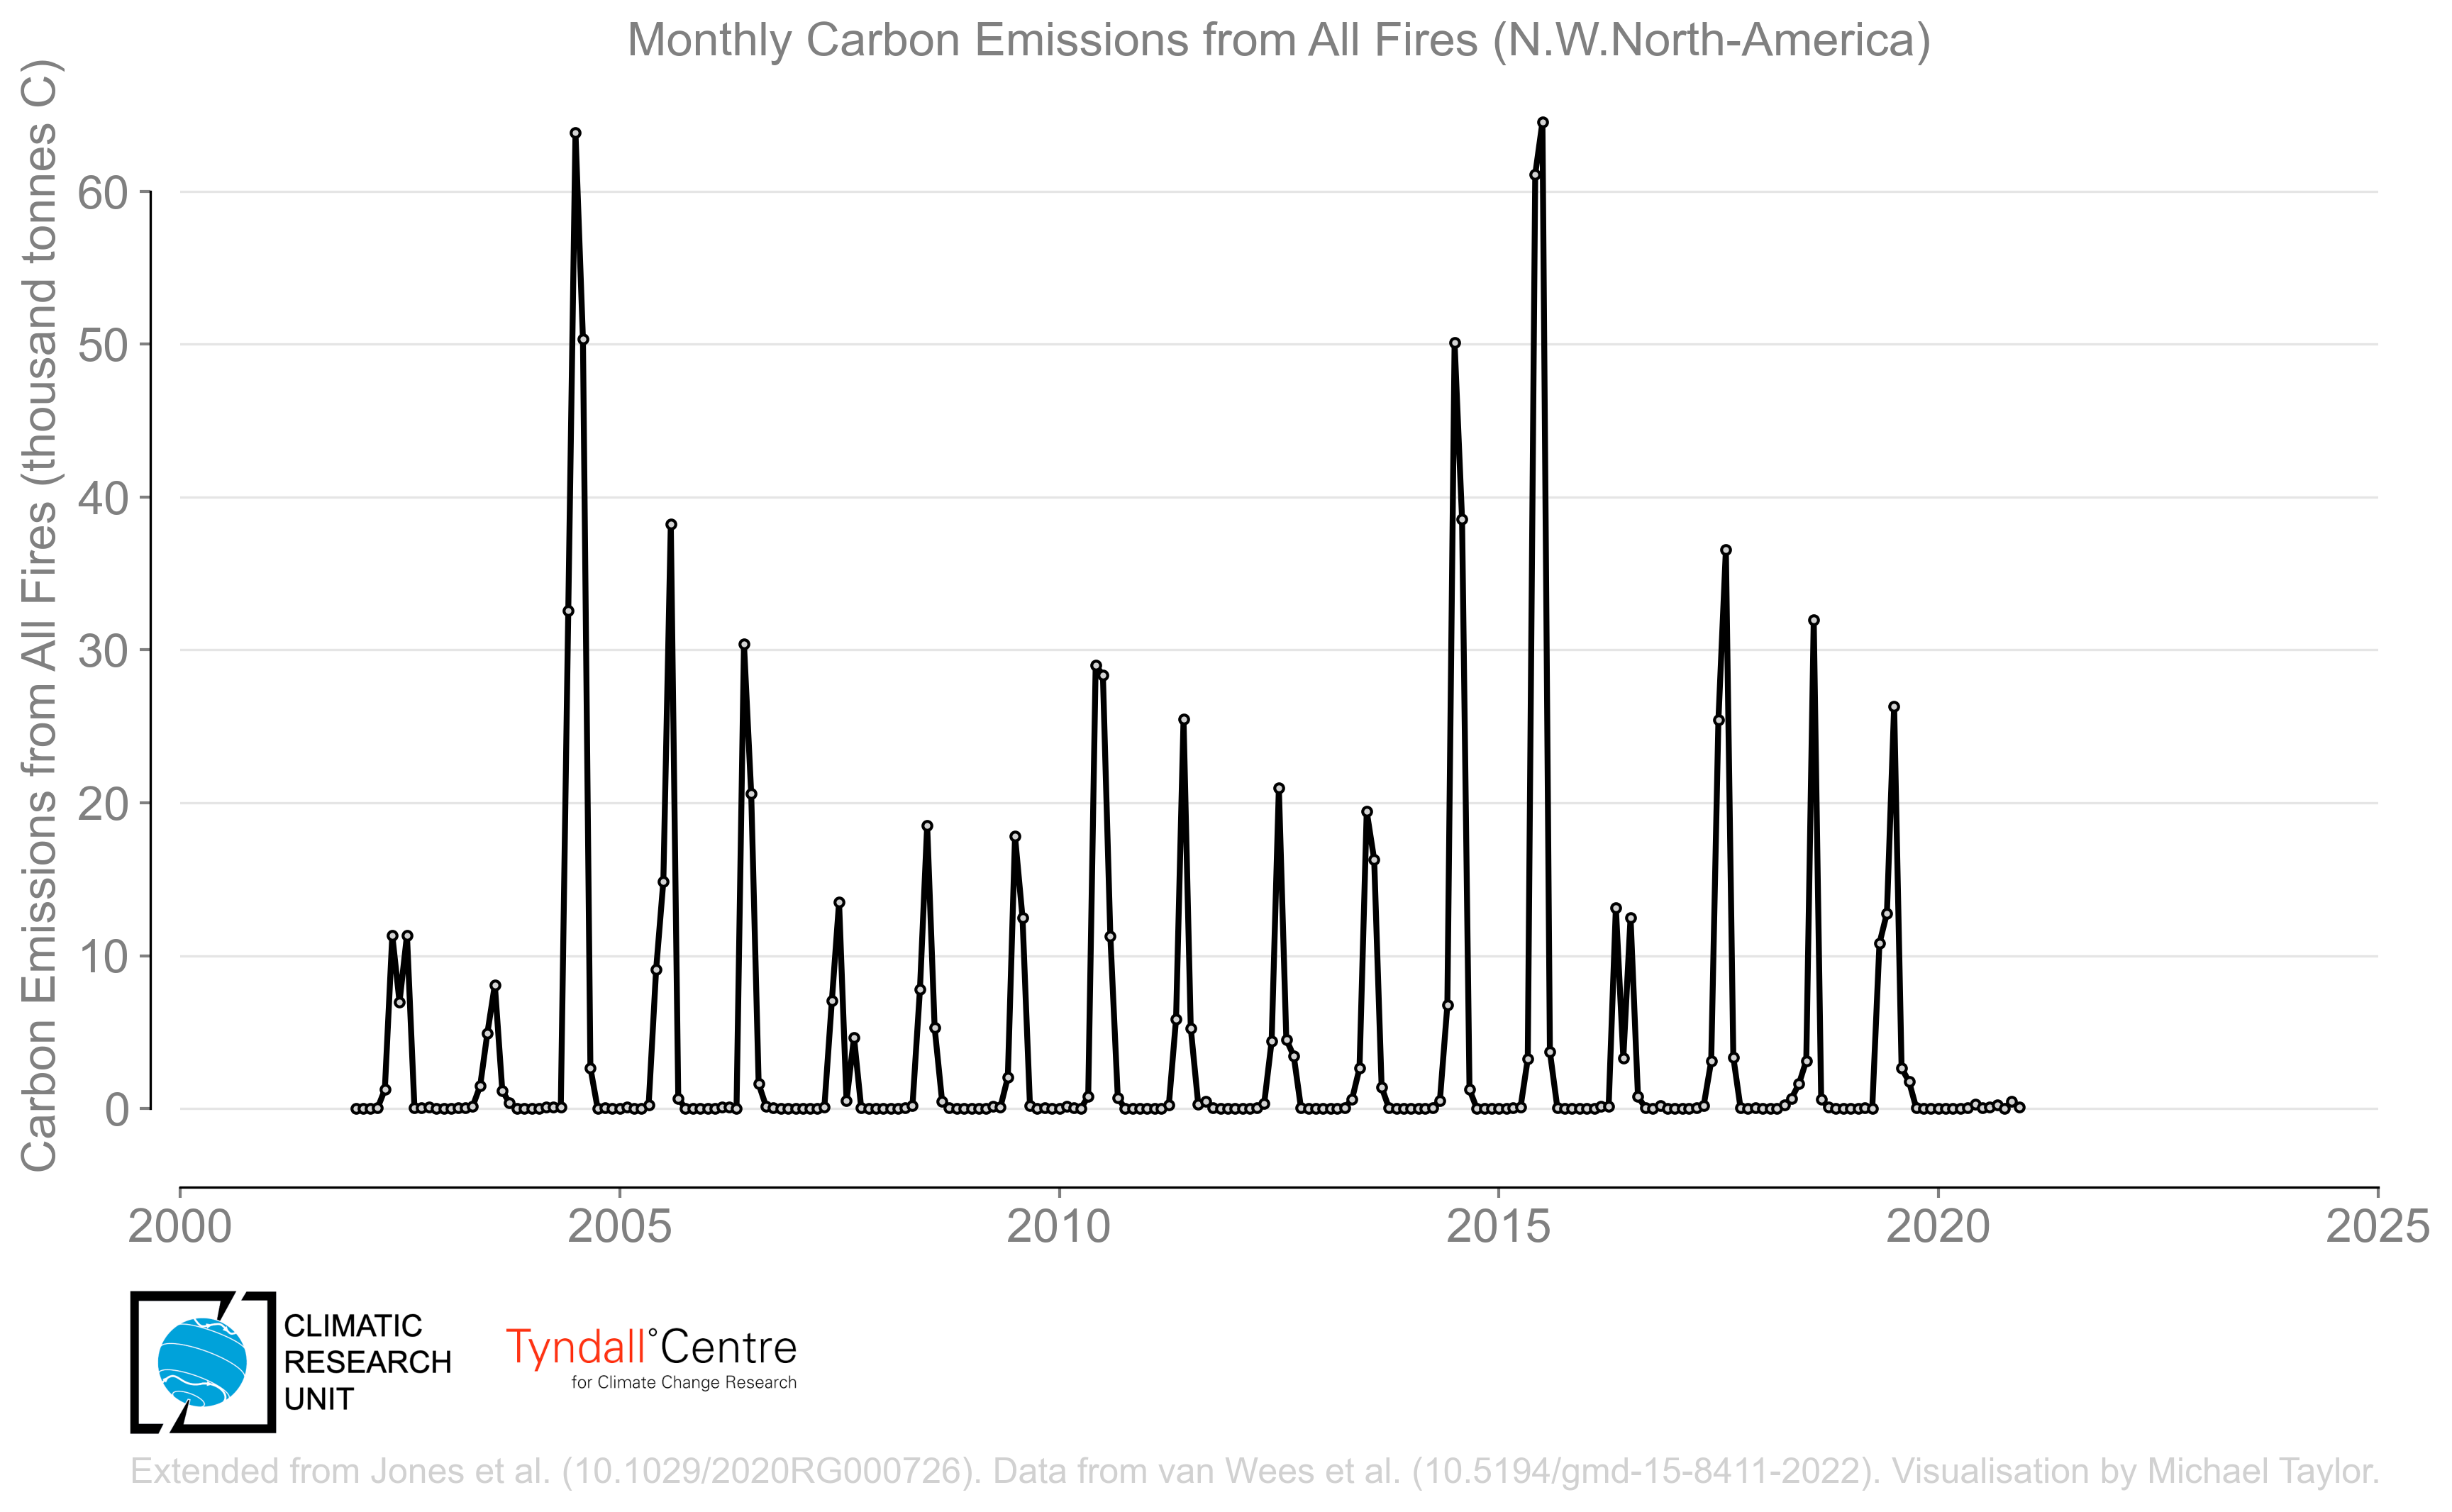 Monthly Carbon Emissions from All Fires (N.W.North-America)
Carbon Emissions from All Fires (thousand tonnes C)
60
50
40
30
20
10
0
2000
2005
2010
2015
2020
2025
CLIMATIC
RESEARCH
UNIT
Tyndall°Centre
for Climate Change Research
Extended from Jones et al. (10.1029/2020RG000726). Data from van Wees et al. (10.5194/gmd-15-8411-2022). Visualisation by Michael Taylor.